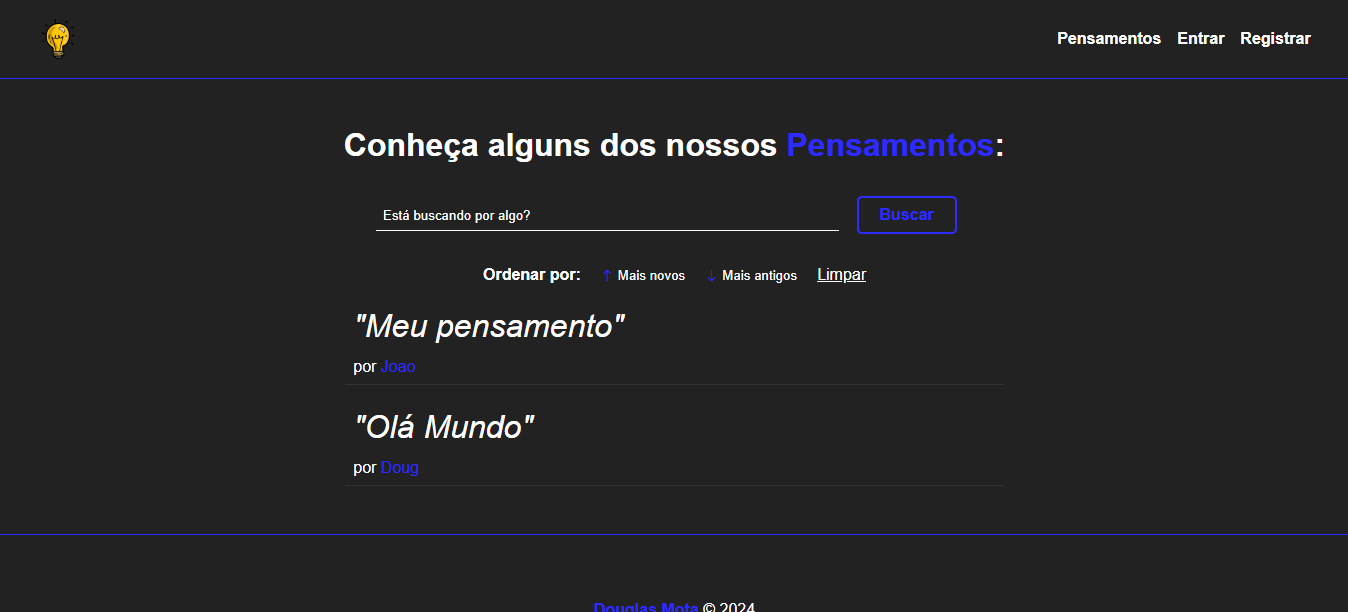 Pensamentos Entrar Registrar
Conheça alguns dos nossos Pensamentos:
Está buscando por algo? Buscar
Ordenar por: ↑ Mais novos ↓ Mais antigos Limpar
"Meu pensamento"
por Joao
"Olá Mundo"
por Doug
Douglas Mota © 2024